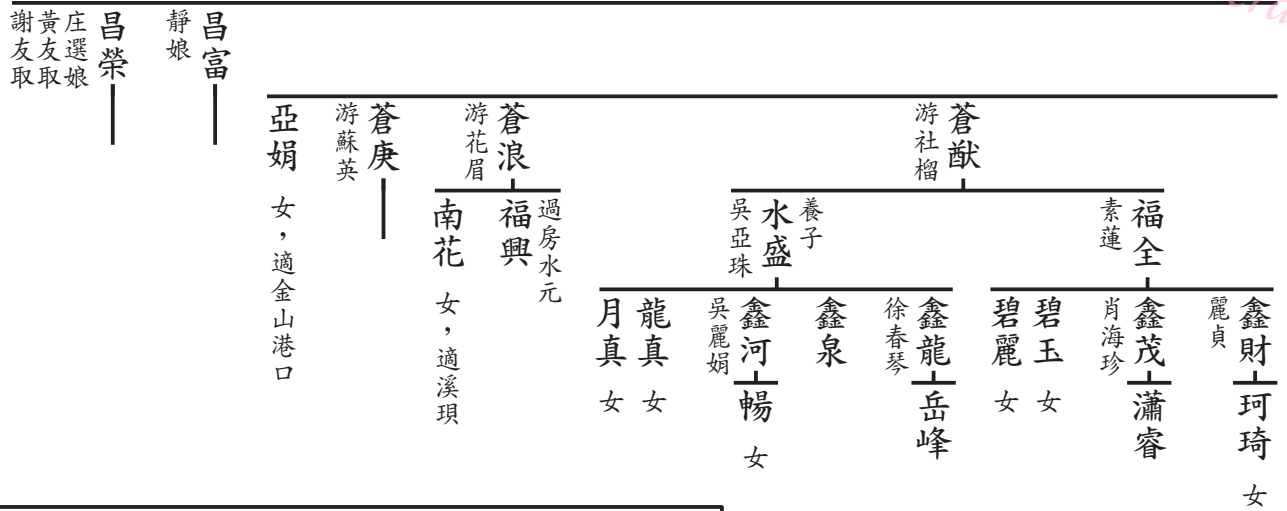 昌富
靜娘
昌榮
庄選娘
黃友取
謝友取
蒼猷
游社榴
蒼浪
游花眉
蒼庚
游蘇英
亞娟 女，適金山港口
福全
素蓮
養子
水盛
吳亞珠
過房水元
福興
南花 女，適溪瑱
鑫財
麗貞
鑫茂
肖海珍
碧玉 女
碧麗 女
鑫龍
徐春琴
鑫泉
鑫河
吳麗娟
龍真 女
月真 女
珂琦 女
瀟睿
岳峰
暢 女